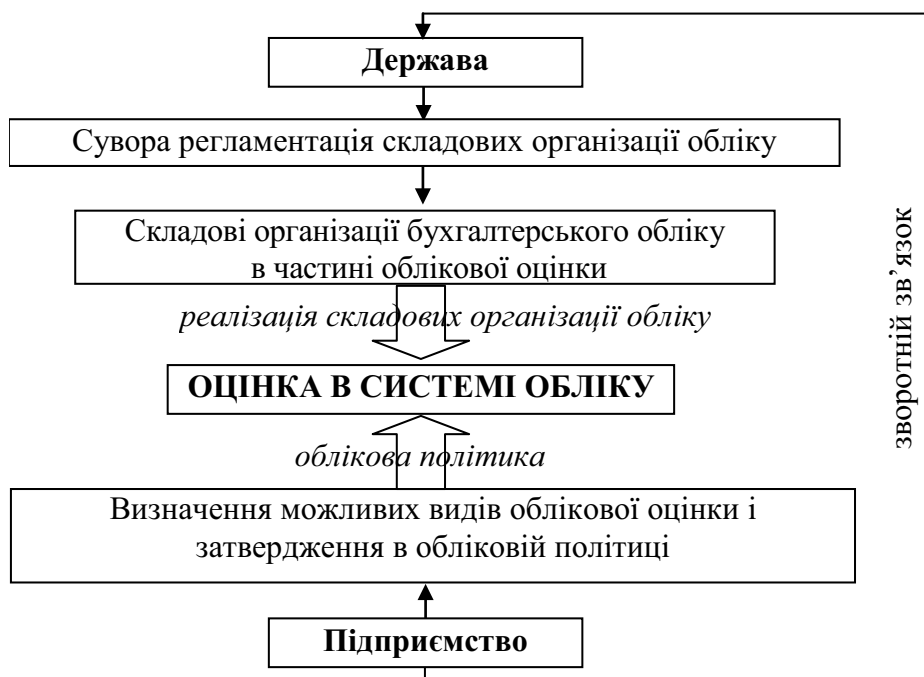 Держава
Сувора регламентація складових організації обліку
Складові організації бухгалтерського обліку
в частині облікової оцінки
реалізація складових організації обліку
ОЦІНКА В СИСТЕМІ ОБЛІКУ
облікова політика
Визначення можливих видів облікової оцінки і
затвердження в обліковій політиці
Підприємство
зворотній зв’язок